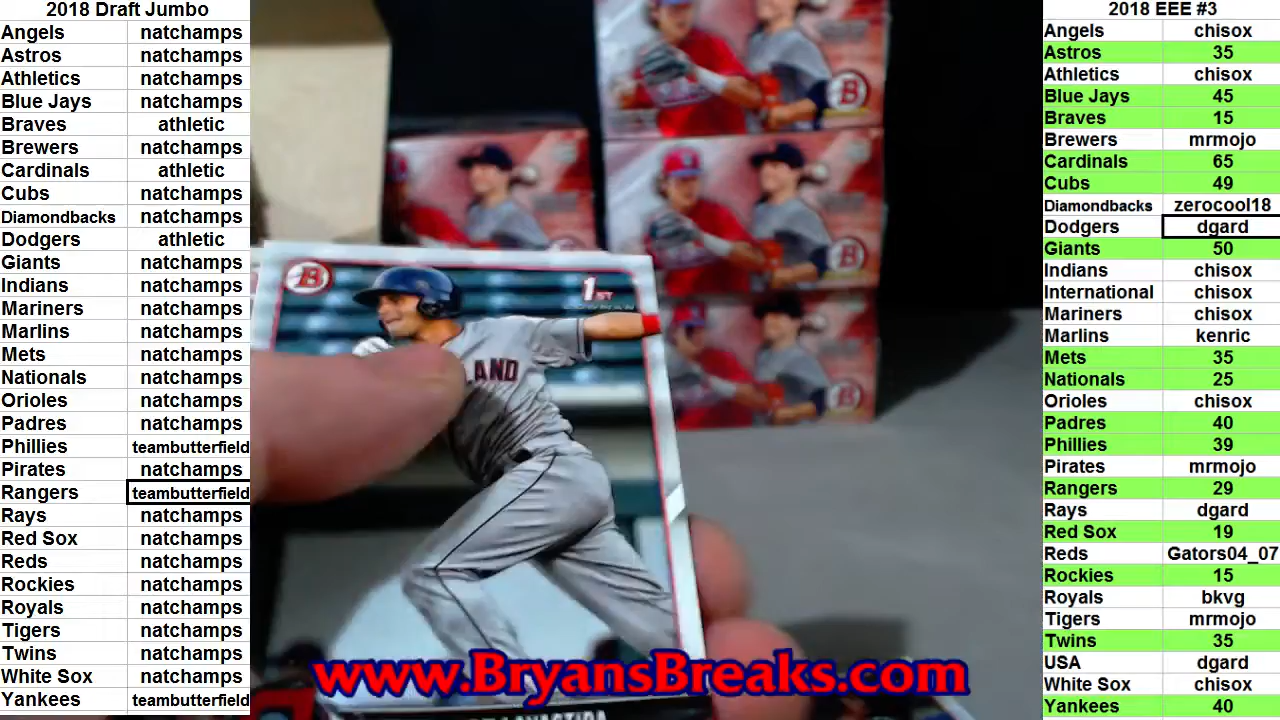 2018 Draft Jumbo
Angels natchamps
Astros natchamps
Athletics natchamps
Blue Jays natchamps
Braves athletic
Brewers natchamps
Cardinals athletic
Cubs natchamps
Diamondbacks natchamps
Dodgers athletic
Giants natchamps
Indians natchamps
Mariners natchamps
Marlins natchamps
Mets natchamps
Nationals natchamps
Orioles natchamps
Padres natchamps
Phillies teambutterfield
Pirates natchamps
Rangers teambutterfield
Rays natchamps
Red Sox natchamps
Reds natchamps
Rockies natchamps
Royals natchamps
Tigers natchamps
Twins natchamps
White Sox natchamps
Yankees teambutterfield
B
1ST
BOWMAN
LAND
www.BryansBreaks.com
B
B
B
2018 EEE #3
Angels chisox
Astros 35
Athletics chisox
Blue Jays 45
Braves 15
Brewers mrmojo
Cardinals 65
Cubs 49
Diamondbacks zerocool18
Dodgers dgard
Giants 50
Indians chisox
International chisox
Mariners chisox
Marlins kenric
Mets 35
Nationals 25
Orioles chisox
Padres 40
Phillies 39
Pirates mrmojo
Rangers 29
Rays dgard
Red Sox 19
Reds Gators04_07
Rockies 15
Royals bkvg
Tigers mrmojo
Twins 35
USA dgard
White Sox chisox
Yankees 40